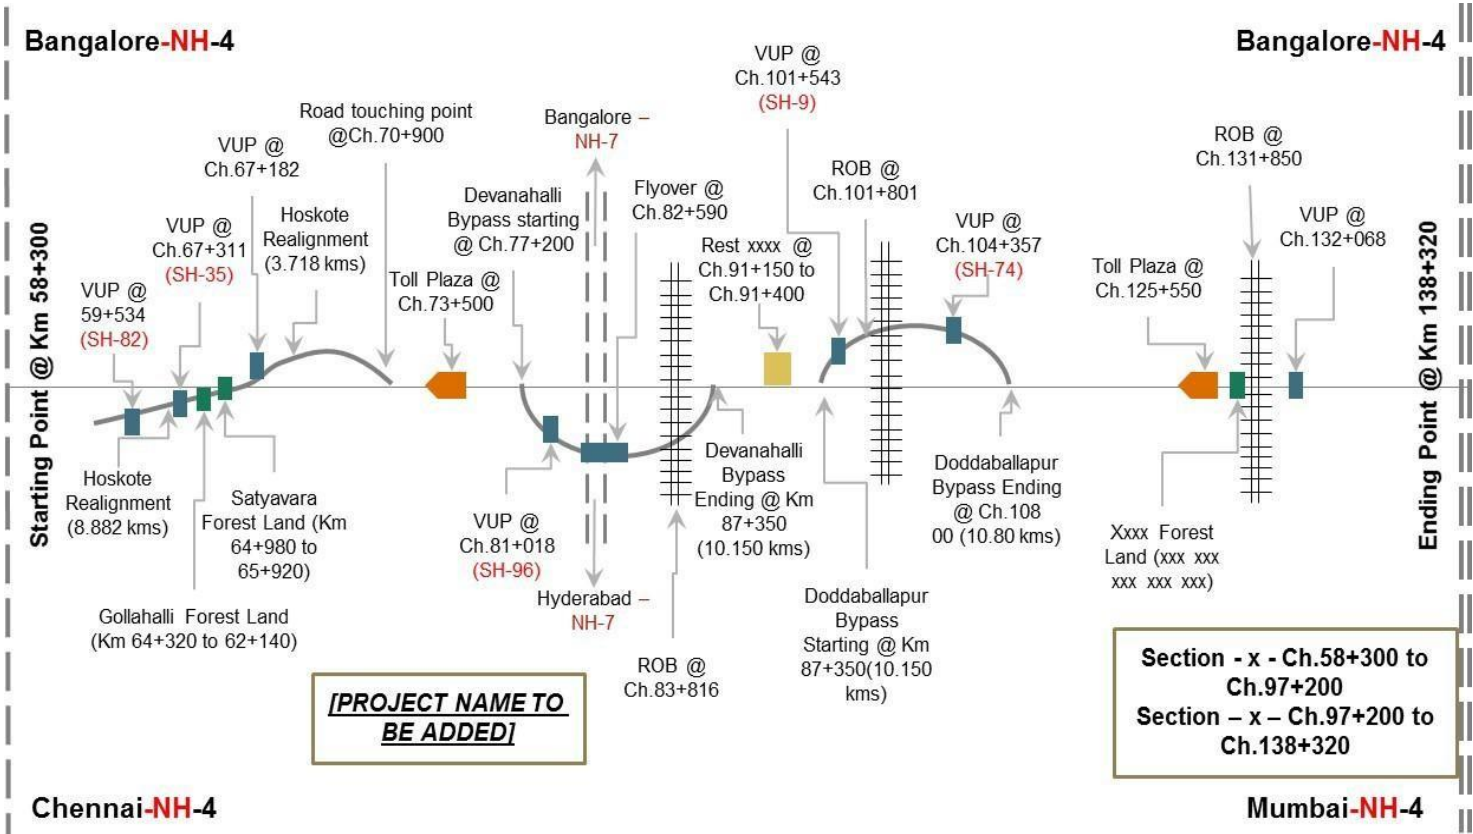 Bangalore-NH-4
Bangalore-NH-4
Starting Point @ Km 58+300
VUP @
59+534
(SH-82)
VUP @
Ch.67+311
(SH-35)
VUP @
Ch.67+182
Hoskote
Realignment
(3.718 kms)
Road touching point
@Ch.70+900
Toll Plaza @
Ch.73+500
Devanahalli
Bypass starting
@ Ch.77+200
Bangalore –
NH-7
Flyover @
Ch.82+590
Rest xxxx @
Ch.91+150 to
Ch.91+400
VUP @
Ch.101+543
(SH-9)
ROB @
Ch.101+801
VUP @
Ch.104+357
(SH-74)
Toll Plaza @
Ch.125+550
ROB @
Ch.131+850
VUP @
Ch.132+068
Ending Point @ Km 138+320
Hoskote
Realignment
(8.882 kms)
Satyavara
Forest Land (Km
64+980 to
65+920)
Gollahalli Forest Land
(Km 64+320 to 62+140)
VUP @
Ch.81+018
(SH-96)
Hyderabad –
NH-7
ROB @
Ch.83+816
Devanahalli
Bypass
Ending @ Km
87+350
(10.150 kms)
Doddaballapur
Bypass
Starting @ Km
87+350(10.150
kms)
Doddaballapur
Bypass Ending
@ Ch.108
00 (10.80 kms)
Xxxx Forest
Land (xxx xxx
xxx xxx xxx)
[PROJECT NAME TO
BE ADDED]
Section - x - Ch.58+300 to
Ch.97+200
Section – x – Ch.97+200 to
Ch.138+320
Chennai-NH-4
Mumbai-NH-4